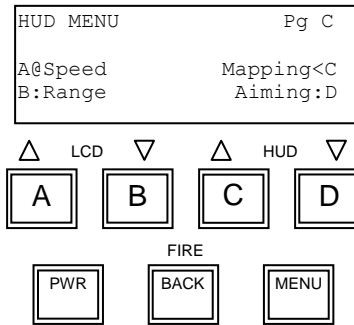 HUD MENU Pg C
A@Speed Mapping<C
B:Range Aiming:D
△ LCD ▽ △ HUD ▽
A B C D
FIRE
PWR BACK MENU